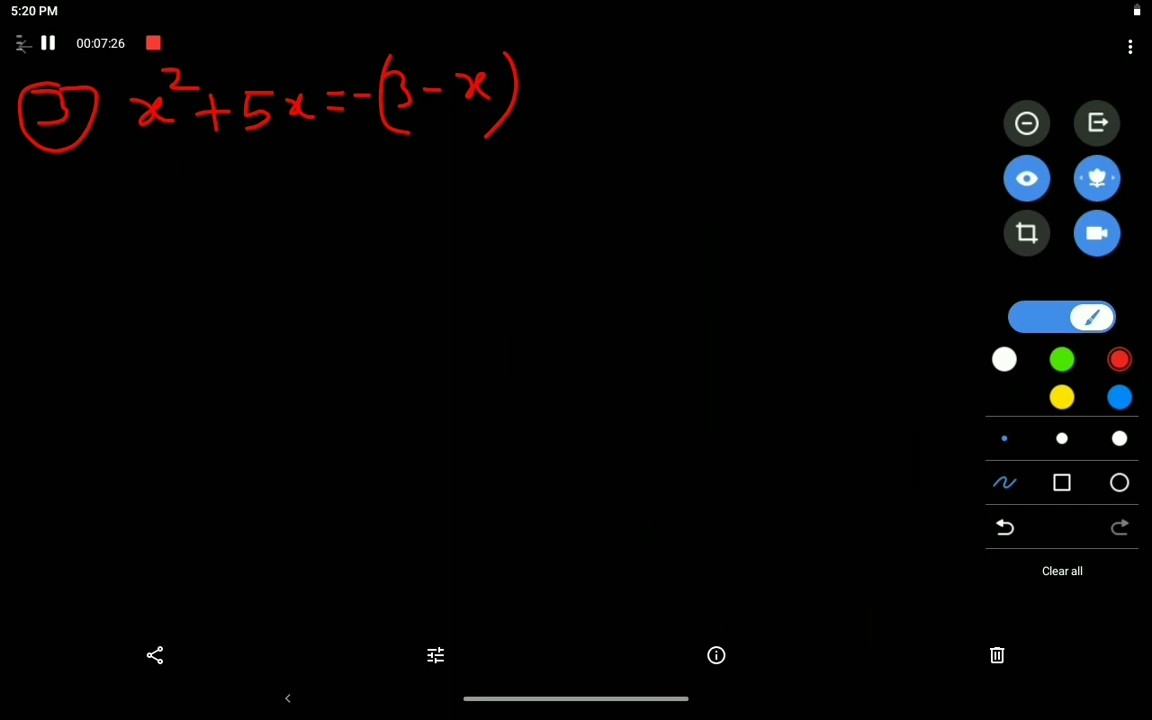 5:20 PM
00:07:26
3 x² + 5x = -(3 - x)
Clear all